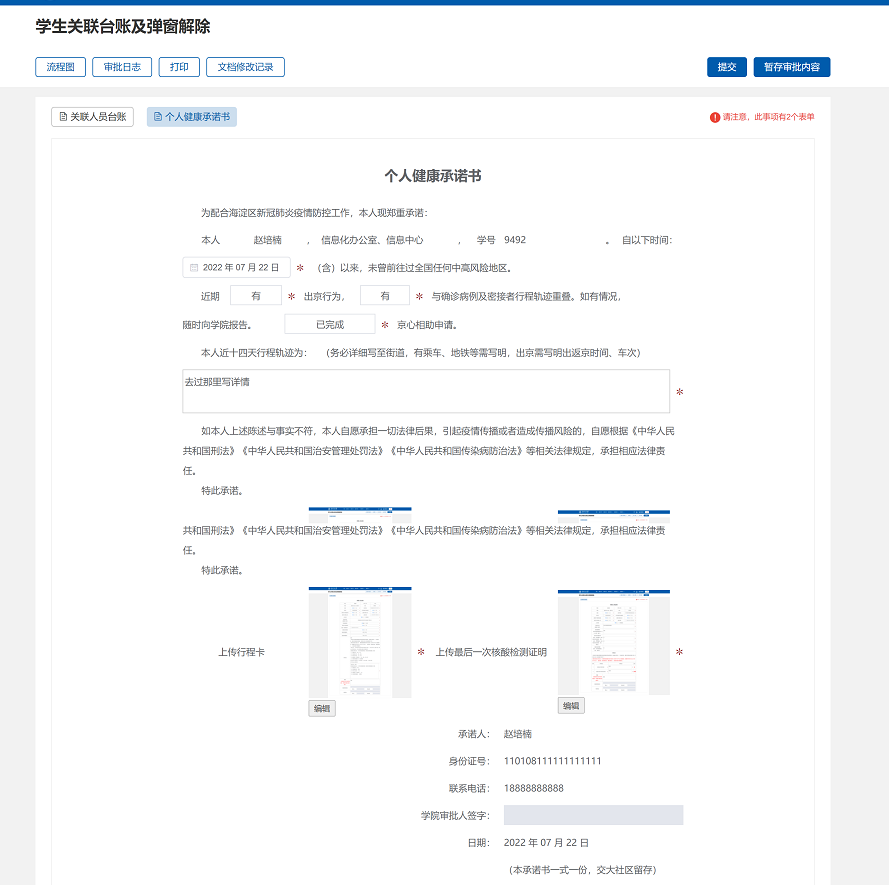 学生关联台账及弹窗解除
流程图 审批日志 打印 文档修改记录 提交 暂存审批内容
关联人员台账 个人健康承诺书 请注意，此事项有2个表单
个人健康承诺书
为配合海淀区新冠肺炎疫情防控工作，本人现郑重承诺：
本人 赵培楠 ， 信息化办公室、信息中心 ， 学号 9492 。 自以下时间：
2022 年 07 月 22 日 * （含）以来，未曾前往过全国任何中高风险地区。
近期 有 * 出京行为， 有 * 与确诊病例及密接者行程轨迹重叠。如有情况，
随时向学院报告。 已完成 * 京心相助申请。
本人近十四天行程轨迹为： （务必详细写至街道，有乘车、地铁等需写明，出京需写明出返京时间、车次）
去过那里写详情 *
如本人上述陈述与事实不符，本人自愿承担一切法律后果，引起疫情传播或者造成传播风险的，自愿根据《中华人民
共和国刑法》《中华人民共和国治安管理处罚法》《中华人民共和国传染病防治法》等相关法律规定，承担相应法律责
任。
特此承诺。
共和国刑法》《中华人民共和国治安管理处罚法》《中华人民共和国传染病防治法》等相关法律规定，承担相应法律责
任。
特此承诺。
上传行程卡 * 上传最后一次核酸检测证明 *
编辑 编辑
承诺人： 赵培楠
身份证号： 110108111111111111
联系电话： 18888888888
学院审批人签字：
日期： 2022 年 07 月 22 日
（本承诺书一式一份，交大社区留存）